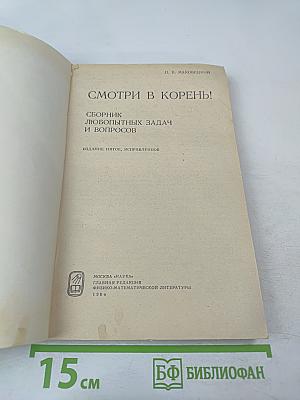 П. В. МАКОВЕЦКИЙ
СМОТРИ В КОРЕНЬ!
СБОРНИК
ЛЮБОПЫТНЫХ ЗАДАЧ
И ВОПРОСОВ
ИЗДАНИЕ ПЯТОЕ, ИСПРАВЛЕННОЕ
МОСКВА «НАУКА»
ГЛАВНАЯ РЕДАКЦИЯ
ФИЗИКО-МАТЕМАТИЧЕСКОЙ ЛИТЕРАТУРЫ
1984
15 см
БФ БИБЛИОФАН